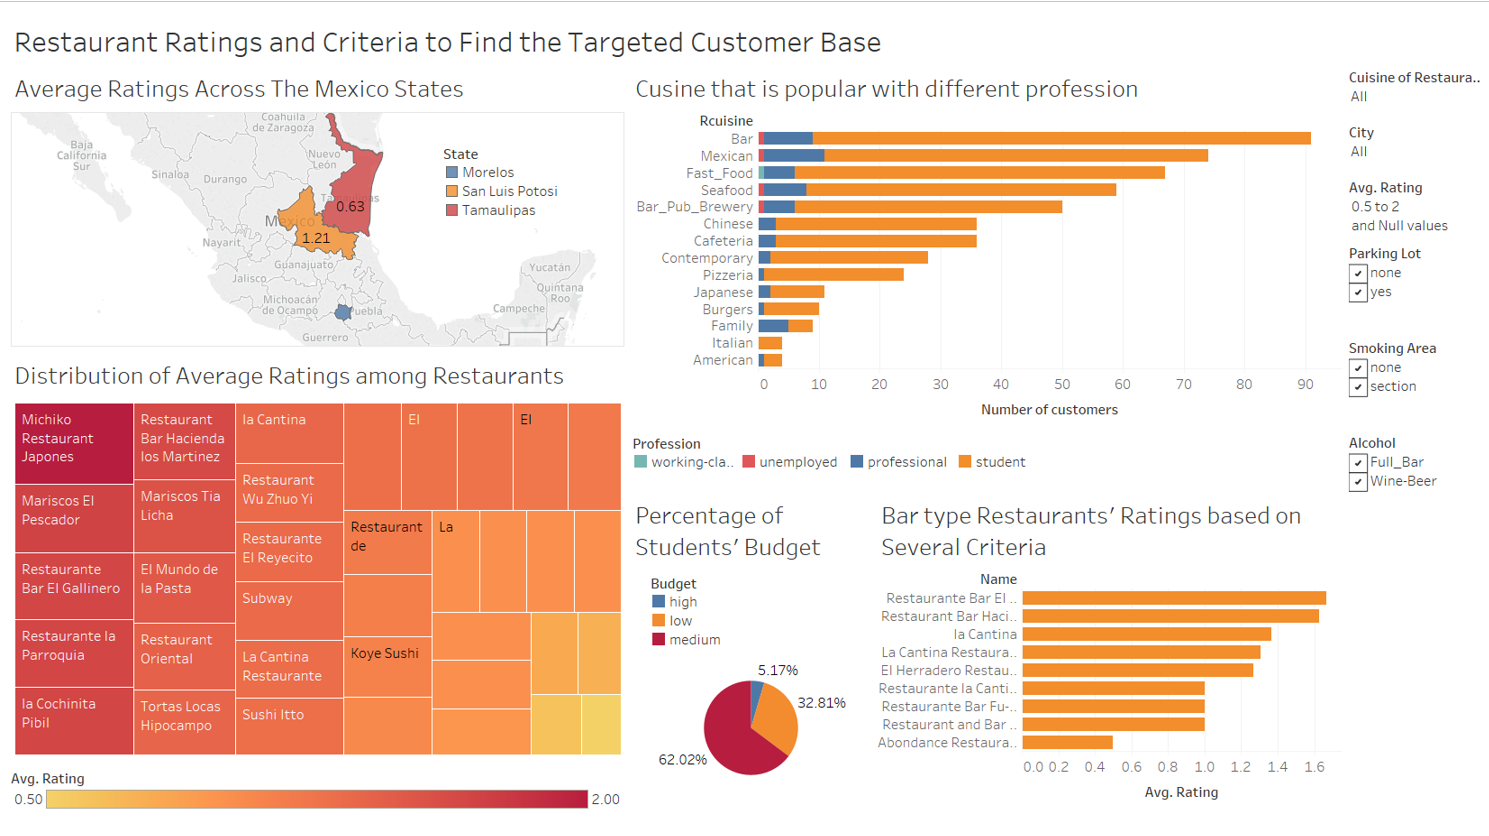 Restaurant Ratings and Criteria to Find the Targeted Customer Base
Average Ratings Across The Mexico States
Coahuila
de Zaragoza
Baja
California
Sur
Nuevo
León
Sinaloa
Durango
0.63
Mexico
1.21
Nayarit
Guanajuato
Jalisco
Michoacán
de Ocampo
Puebla
Guerrero
Yucatán
Quintana
Roo
Campeche
State
Morelos
San Luis Potosi
Tamaulipas
Cusine that is popular with different profession
Rcuisine
Bar
Mexican
Fast_Food
Seafood
Bar_Pub_Brewery
Chinese
Cafeteria
Contemporary
Pizzeria
Japanese
Burgers
Family
Italian
American
0 10 20 30 40 50 60 70 80 90
Number of customers
Profession
working-cla..
unemployed
professional
student
Cuisine of Restaura..
All
City
All
Avg. Rating
0.5 to 2
and Null values
Parking Lot
none
yes
Smoking Area
none
section
Alcohol
Full_Bar
Wine-Beer
Distribution of Average Ratings among Restaurants
Michiko
Restaurant
Japones
Mariscos El
Pescador
Restaurante
Bar El Gallinero
Restaurante la
Parroquia
la Cochinita
Pibil
Restaurant
Bar Hacienda
los Martinez
Mariscos Tia
Licha
El Mundo de
la Pasta
Restaurant
Oriental
Tortas Locas
Hipocampo
la Cantina
Restaurant
Wu Zhuo Yi
Restaurante
El Reyecito
Subway
La Cantina
Restaurante
Sushi Itto
El
El
Restaurant
de
La
Koye Sushi
Avg. Rating
0.50
2.00
Percentage of
Students' Budget
Budget
high
low
medium
5.17%
32.81%
62.02%
Bar type Restaurants' Ratings based on
Several Criteria
Name
Restaurante Bar El ..
Restaurant Bar Haci..
la Cantina
La Cantina Restaura..
El Herradero Restau..
Restaurante la Canti..
Restaurante Bar Fu-..
Restaurant and Bar ..
Abondance Restaura..
0.0 0.2 0.4 0.6 0.8 1.0 1.2 1.4 1.6
Avg. Rating